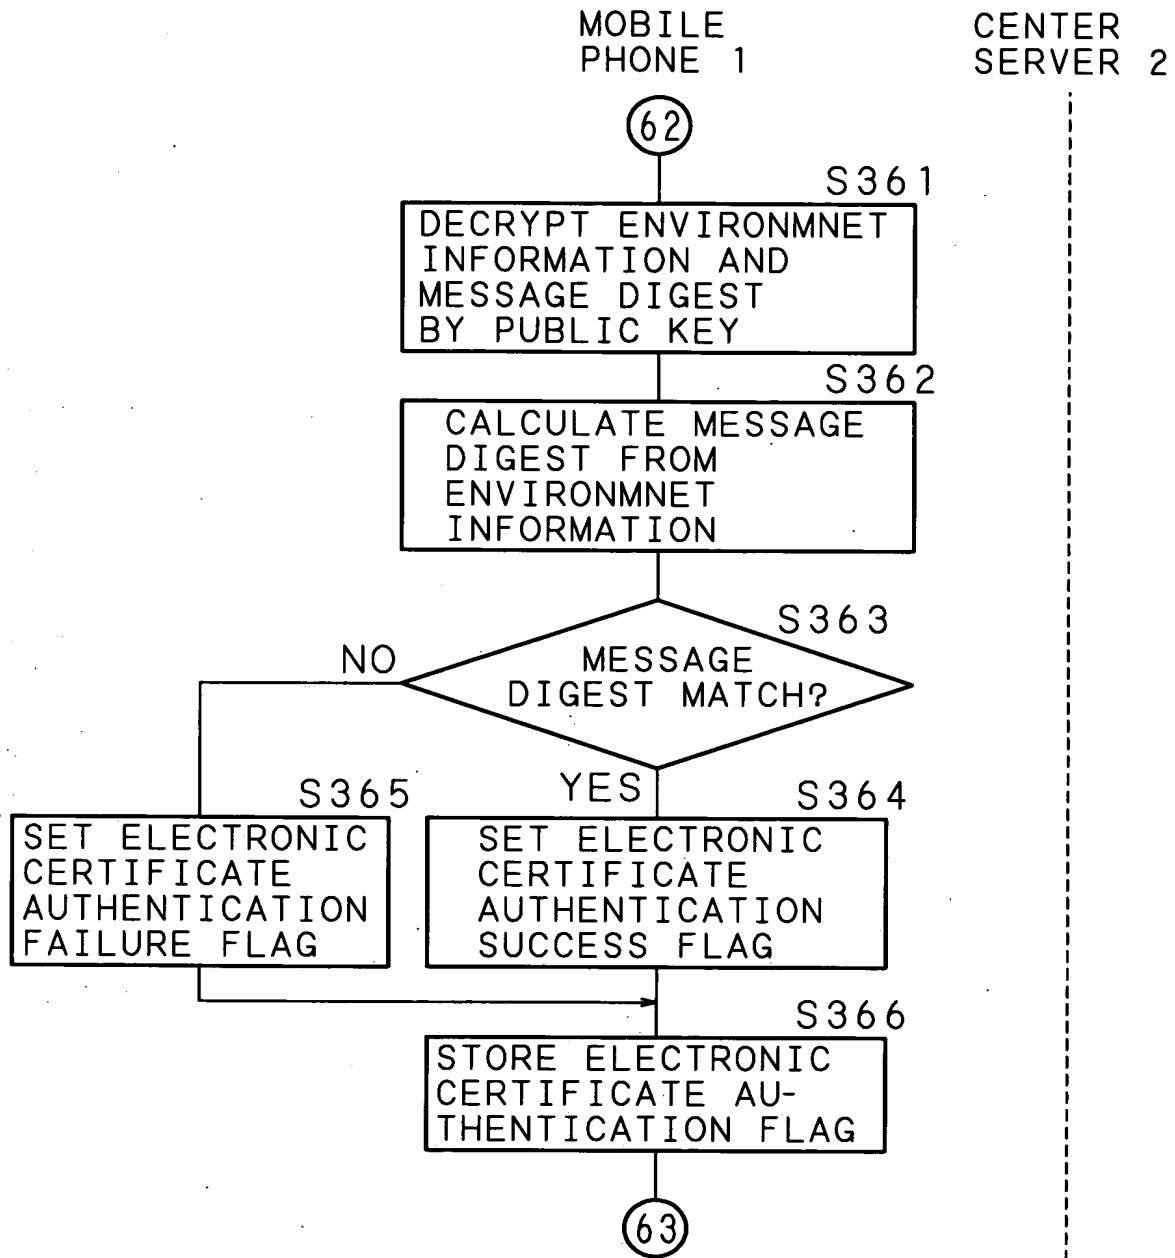 MOBILE
PHONE 1
CENTER
SERVER 2
62
S361
DECRYPT ENVIRONMNET
INFORMATION AND
MESSAGE DIGEST
BY PUBLIC KEY
S362
CALCULATE MESSAGE
DIGEST FROM
ENVIRONMNET
INFORMATION
S363
MESSAGE
DIGEST MATCH?
NO
YES
S365
SET ELECTRONIC
CERTIFICATE
AUTHENTICATION
FAILURE FLAG
S364
SET ELECTRONIC
CERTIFICATE
AUTHENTICATION
SUCCESS FLAG
S366
STORE ELECTRONIC
CERTIFICATE AU-
THENTICATION FLAG
63